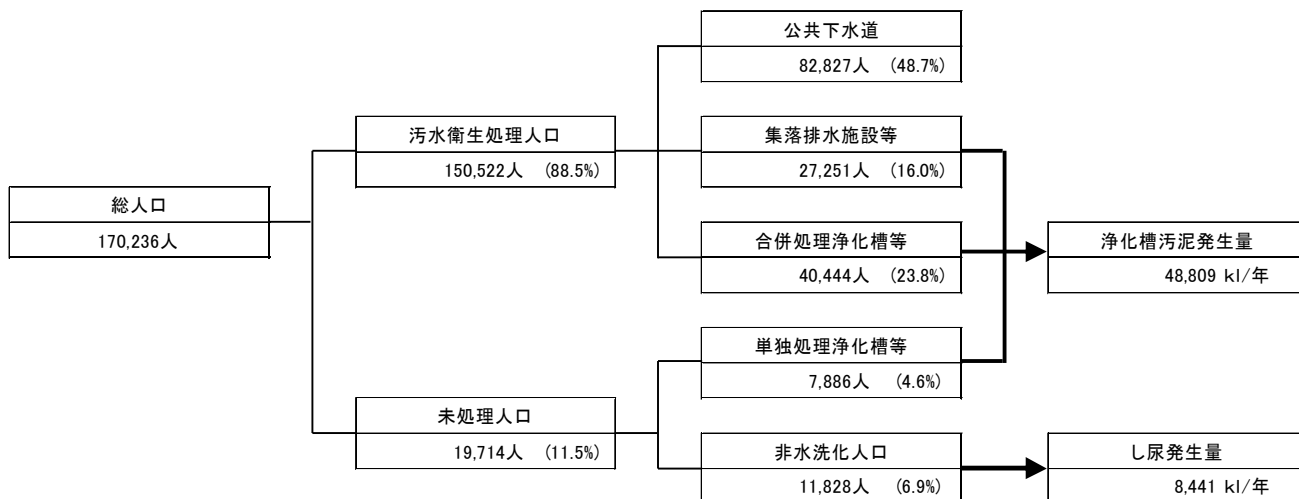 公共下水道
82,827人 (48.7%)
汚水衛生処理人口
150,522人 (88.5%)
集落排水施設等
27,251人 (16.0%)
総人口
170,236人
合併処理浄化槽等
40,444人 (23.8%)
浄化槽汚泥発生量
48,809 kl/年
単独処理浄化槽等
7,886人 (4.6%)
未処理人口
19,714人 (11.5%)
非水洗化人口
11,828人 (6.9%)
し尿発生量
8,441 kl/年